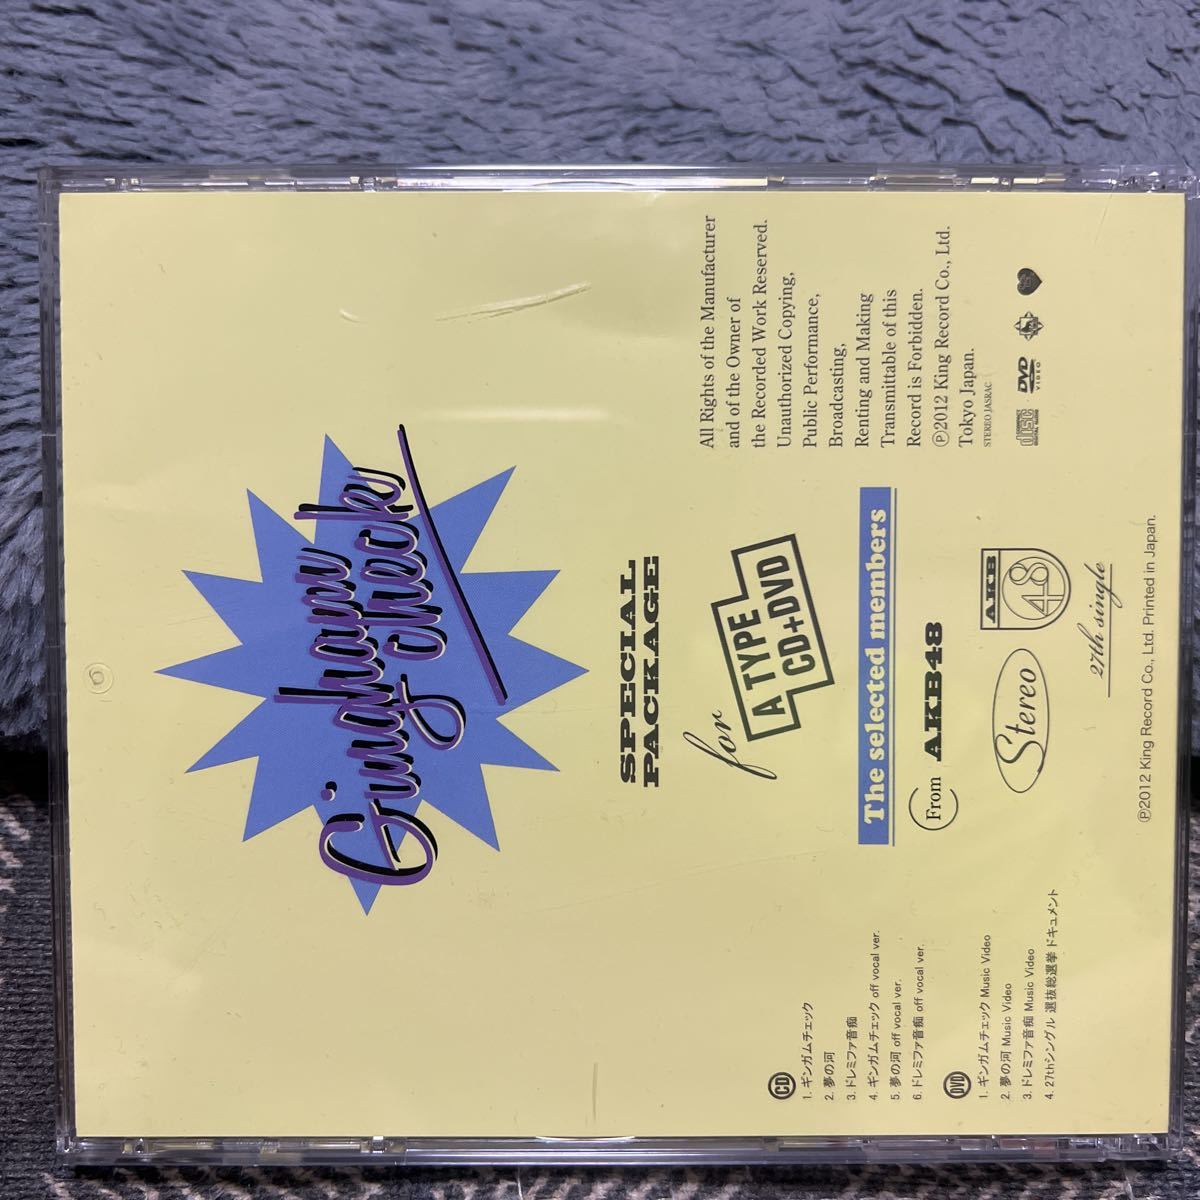 Gingham
check
SPECIAL
PACKAGE
for
A TYPE
CD+DVD
The selected members
From AKB48
Stereo
AKB
48
27th single
CD
1. ギンガムチェック
2. 夢の河
3. ドレミファ音痴
4. ギンガムチェック off vocal ver.
5. 夢の河 off vocal ver.
6. ドレミファ音痴 off vocal ver.
DVD
1. ギンガムチェック Music Video
2. 夢の河 Music Video
3. ドレミファ音痴 Music Video
4. 27thシングル 選抜総選挙 ドキュメント
All Rights of the Manufacturer
and of the Owner of
the Recorded Work Reserved.
Unauthorized Copying,
Public Performance,
Broadcasting,
Renting and Making
Transmittable of this
Record is Forbidden.
℗2012 King Record Co., Ltd.
Tokyo Japan.
STEREO JASRAC
disc
DVD
VIDEO
℗2012 King Record Co., Ltd. Printed in Japan.